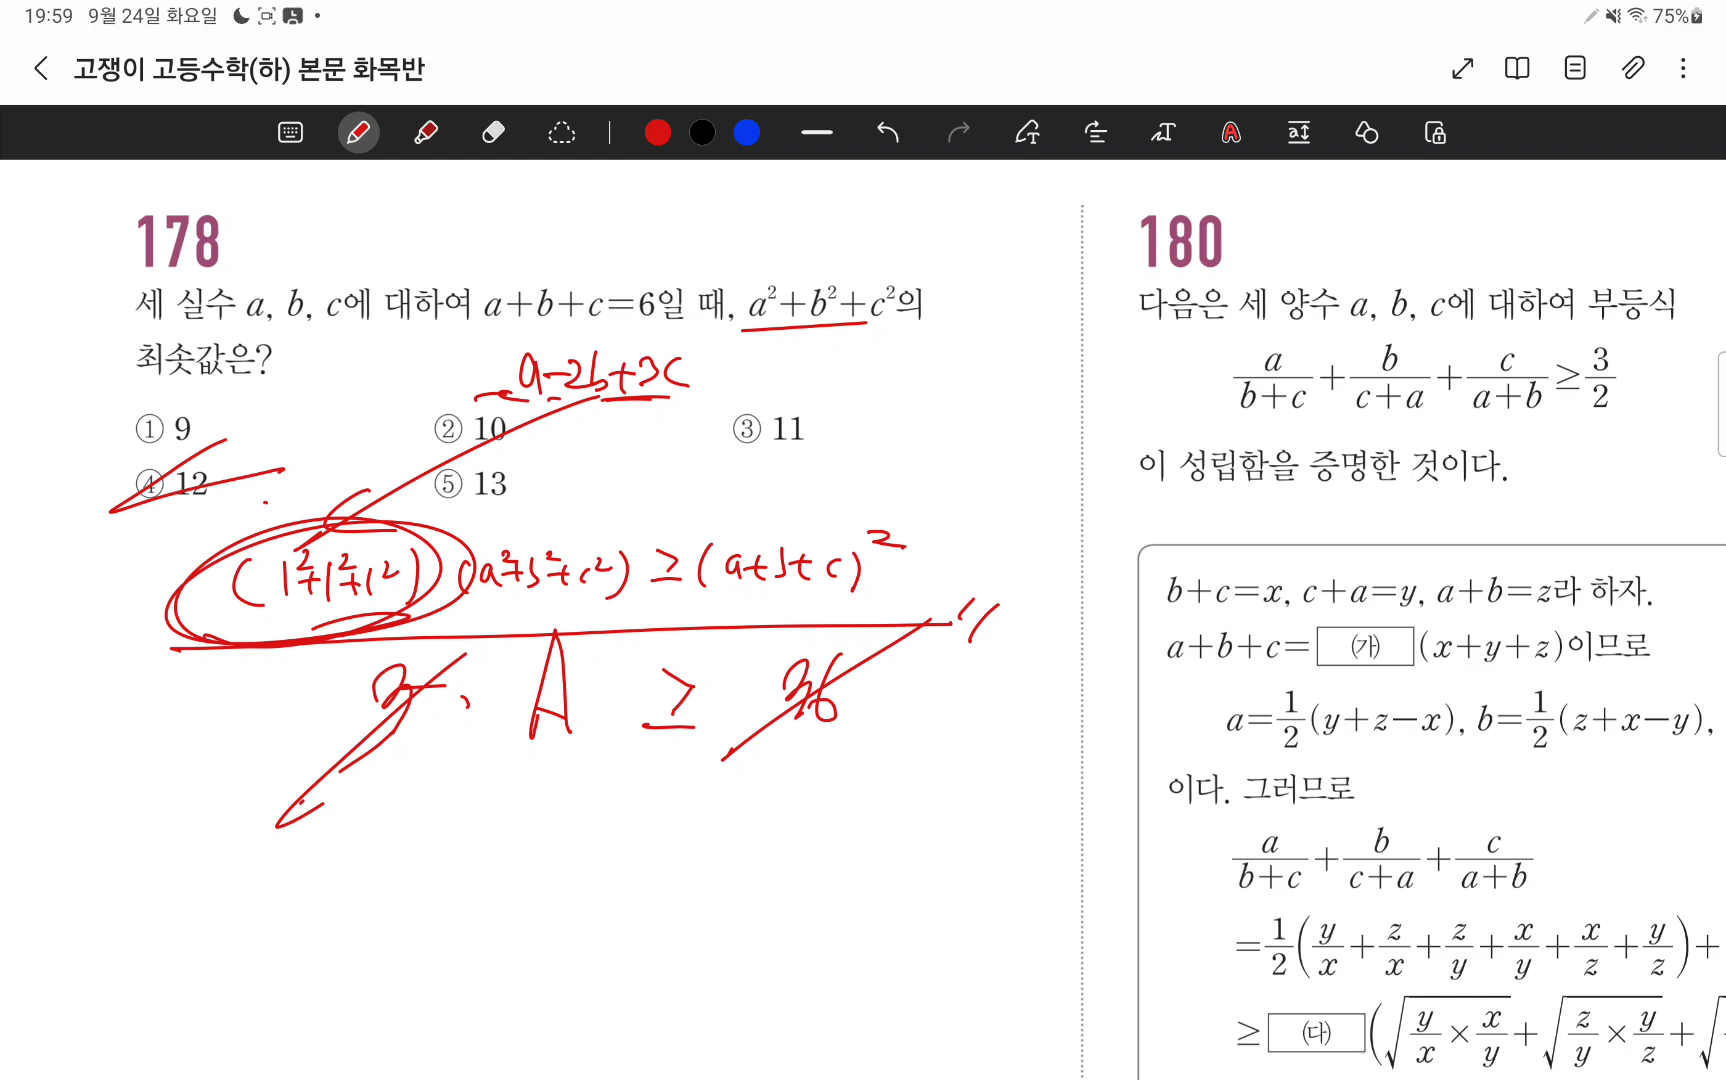 19:59 9월 24일 화요일
75%
고쟁이 고등수학(하) 본문 화목반
178
세 실수 a, b, c에 대하여 a+b+c=6일 때, a²+b²+c²의
최솟값은?
a-2b+3c
① 9 ② 10 ③ 11
④ 12 ⑤ 13
(1²+1²+1²)(a²+b²+c²) ≥ (a+b+c)²
3 · A ≥ 36
180
다음은 세 양수 a, b, c에 대하여 부등식
a/(b+c) + b/(c+a) + c/(a+b) ≥ 3/2
이 성립함을 증명한 것이다.
b+c=x, c+a=y, a+b=z라 하자.
a+b+c= (가) (x+y+z)이므로
a=1/2(y+z-x), b=1/2(z+x-y),
이다. 그러므로
a/(b+c) + b/(c+a) + c/(a+b)
=1/2(y/x + z/x + z/y + x/y + x/z + y/z)+
≥ (다) (√(y/x × x/y) + √(z/y × y/z) + √